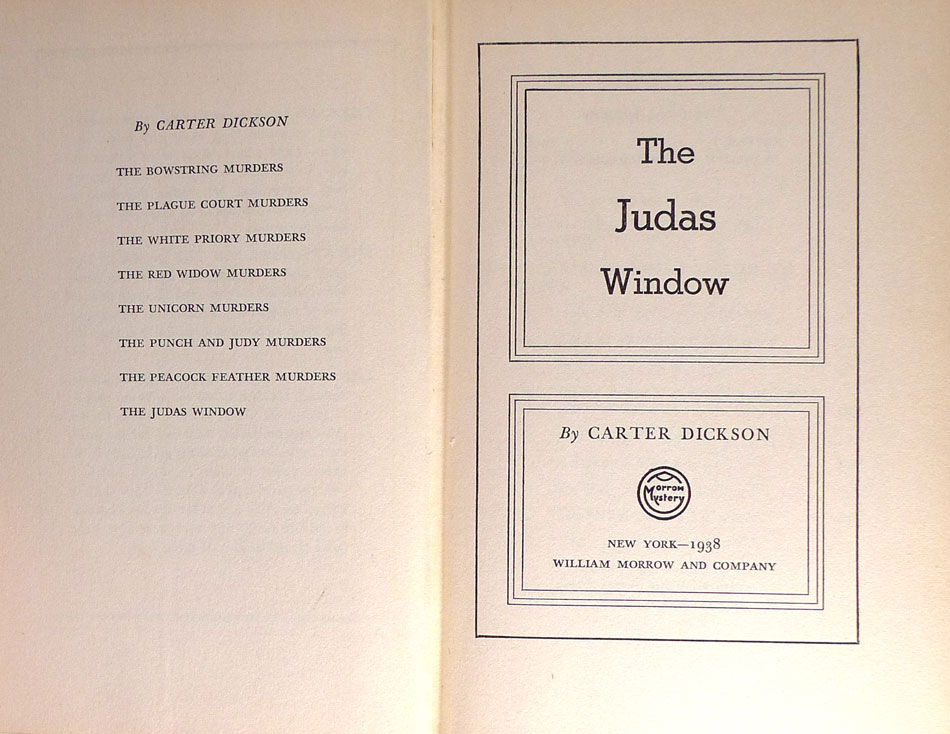 By CARTER DICKSON
THE BOWSTRING MURDERS
THE PLAGUE COURT MURDERS
THE WHITE PRIORY MURDERS
THE RED WIDOW MURDERS
THE UNICORN MURDERS
THE PUNCH AND JUDY MURDERS
THE PEACOCK FEATHER MURDERS
THE JUDAS WINDOW
The
Judas
Window
By CARTER DICKSON
Morrow
Mystery
NEW YORK—1938
WILLIAM MORROW AND COMPANY